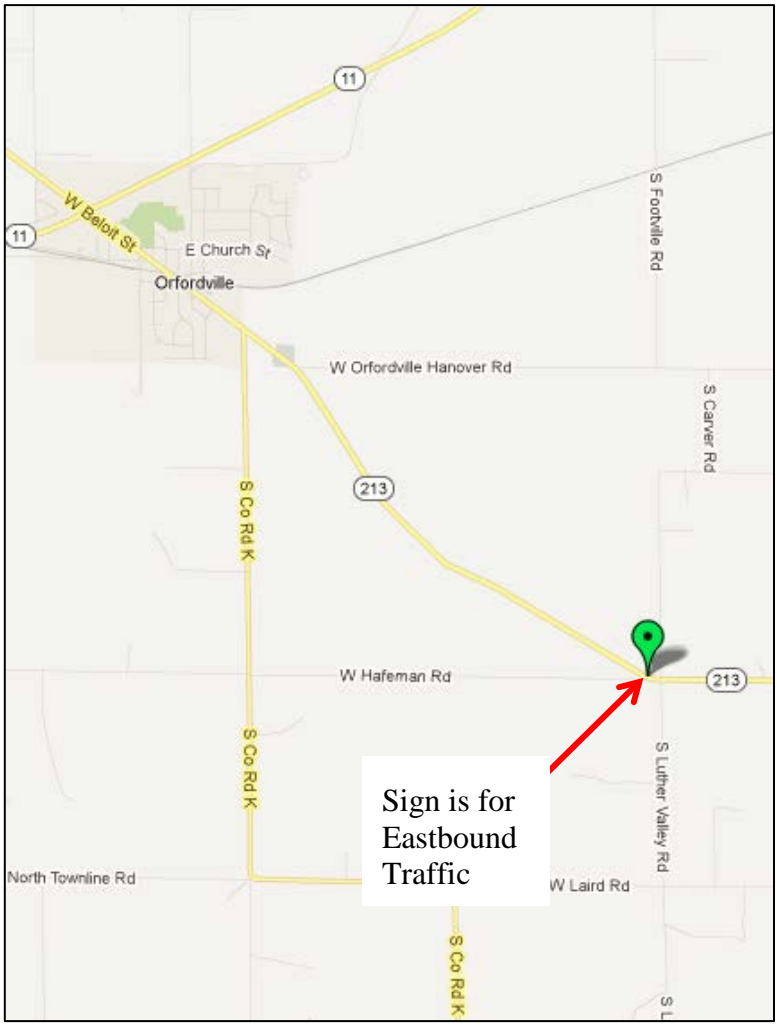 11
W Beloit St
11
E Church St
Orfordville
S Footville Rd
W Orfordville Hanover Rd
S Carver Rd
213
S Co Rd K
W Hafeman Rd
213
S Co Rd K
S Luther Valley Rd
Sign is for
Eastbound
Traffic
North Townline Rd
W Laird Rd
S Co Rd K
S L